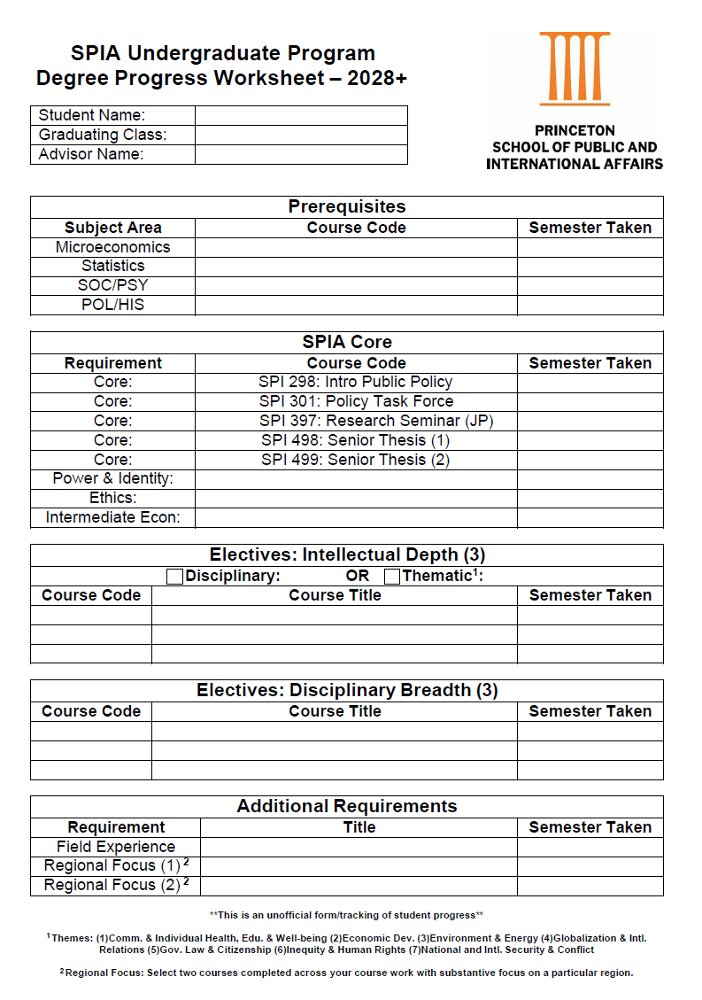 SPIA Undergraduate Program
Degree Progress Worksheet – 2028+
PRINCETON
SCHOOL OF PUBLIC AND
INTERNATIONAL AFFAIRS
Student Name:
Graduating Class:
Advisor Name:
Prerequisites
Subject Area Course Code Semester Taken
Microeconomics
Statistics
SOC/PSY
POL/HIS
SPIA Core
Requirement Course Code Semester Taken
Core: SPI 298: Intro Public Policy
Core: SPI 301: Policy Task Force
Core: SPI 397: Research Seminar (JP)
Core: SPI 498: Senior Thesis (1)
Core: SPI 499: Senior Thesis (2)
Power & Identity:
Ethics:
Intermediate Econ:
Electives: Intellectual Depth (3)
Disciplinary: OR Thematic¹:
Course Code Course Title Semester Taken
Electives: Disciplinary Breadth (3)
Course Code Course Title Semester Taken
Additional Requirements
Requirement Title Semester Taken
Field Experience
Regional Focus (1)²
Regional Focus (2)²
**This is an unofficial form/tracking of student progress**
¹Themes: (1)Comm. & Individual Health, Edu. & Well-being (2)Economic Dev. (3)Environment & Energy (4)Globalization & Intl.
Relations (5)Gov. Law & Citizenship (6)Inequity & Human Rights (7)National and Intl. Security & Conflict
²Regional Focus: Select two courses completed across your course work with substantive focus on a particular region.